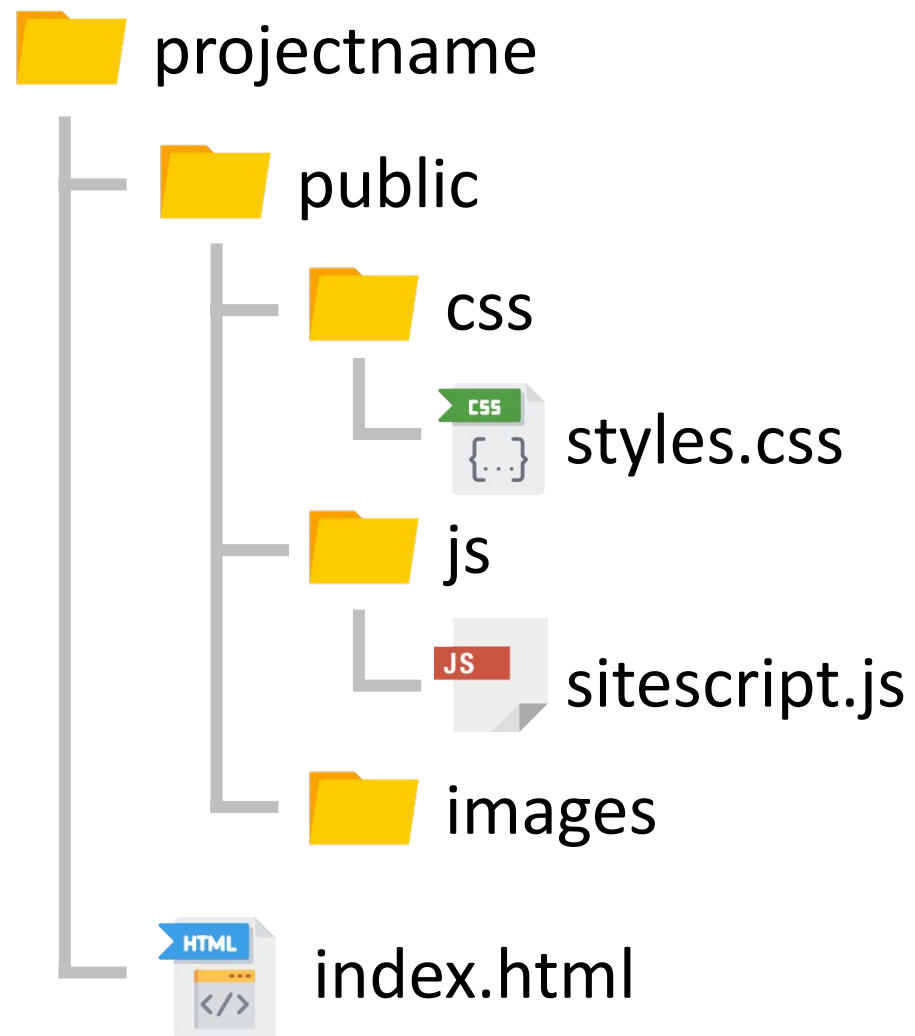 projectname
public
css
CSS
{...}
styles.css
js
JS
sitescript.js
images
HTML
</>
index.html